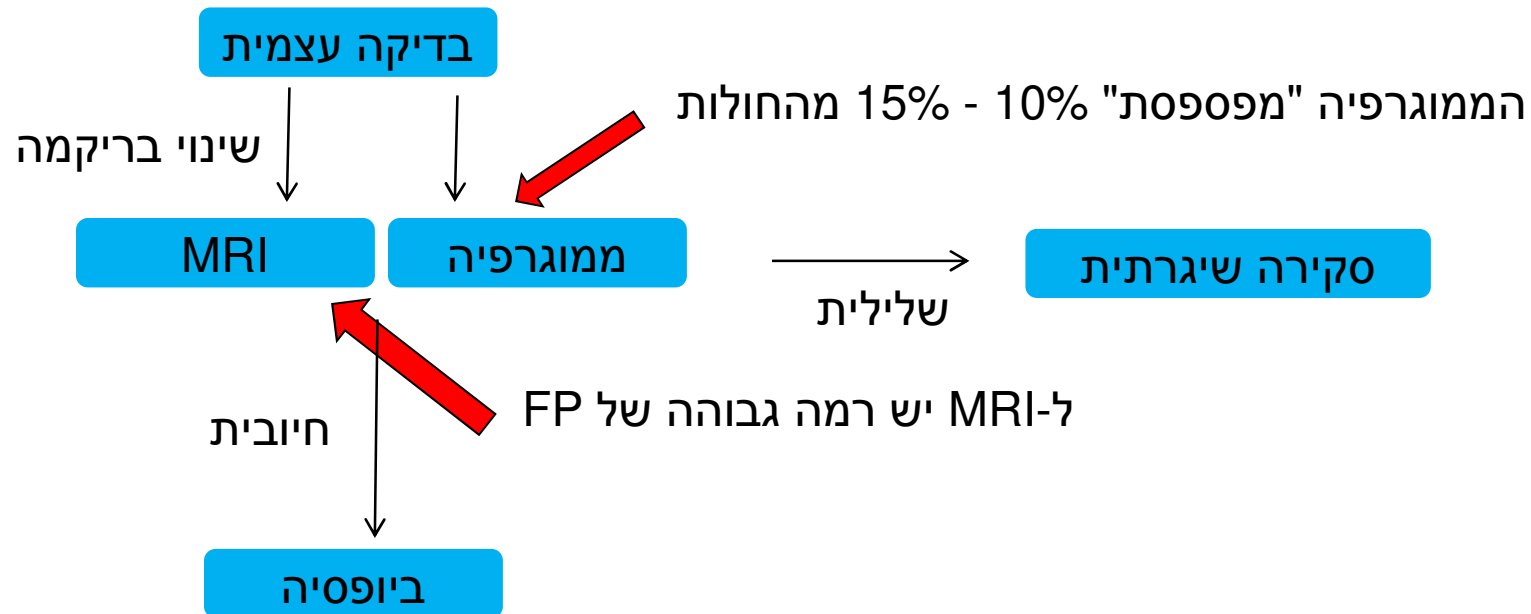 בדיקה עצמית
הממוגרפיה "מפספסת" 10% - 15% מהחולות
שינוי בריקמה
ממוגרפיה
MRI
סקירה שיגרתית
שלילית
ל-MRI יש רמה גבוהה של FP
חיובית
ביופסיה